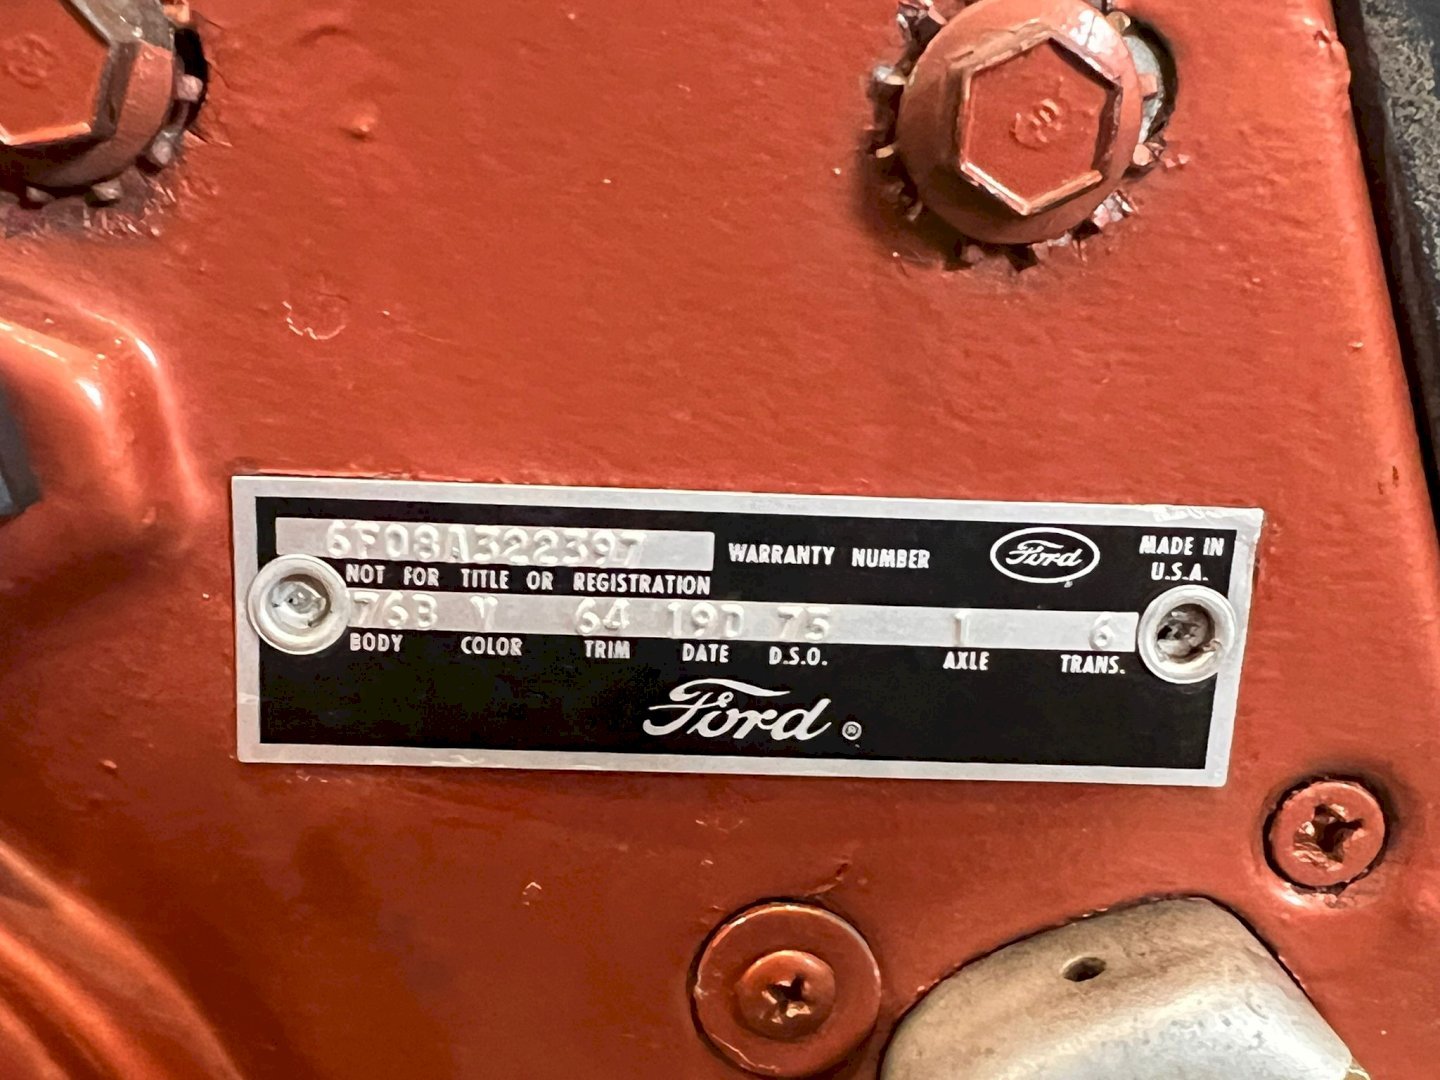 6F08A322397 WARRANTY NUMBER Ford MADE IN
U.S.A.
NOT FOR TITLE OR REGISTRATION
76B V 64 19D 75 1 6
BODY COLOR TRIM DATE D.S.O. AXLE TRANS.
Ford ®
8